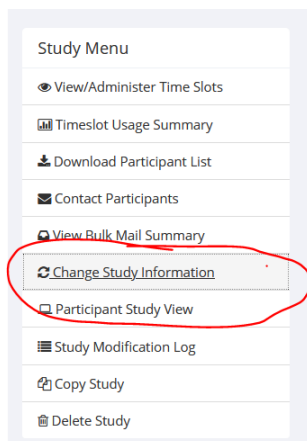 Study Menu
View/Administer Time Slots
Timeslot Usage Summary
Download Participant List
Contact Participants
View Bulk Mail Summary
Change Study Information
Participant Study View
Study Modification Log
Copy Study
Delete Study